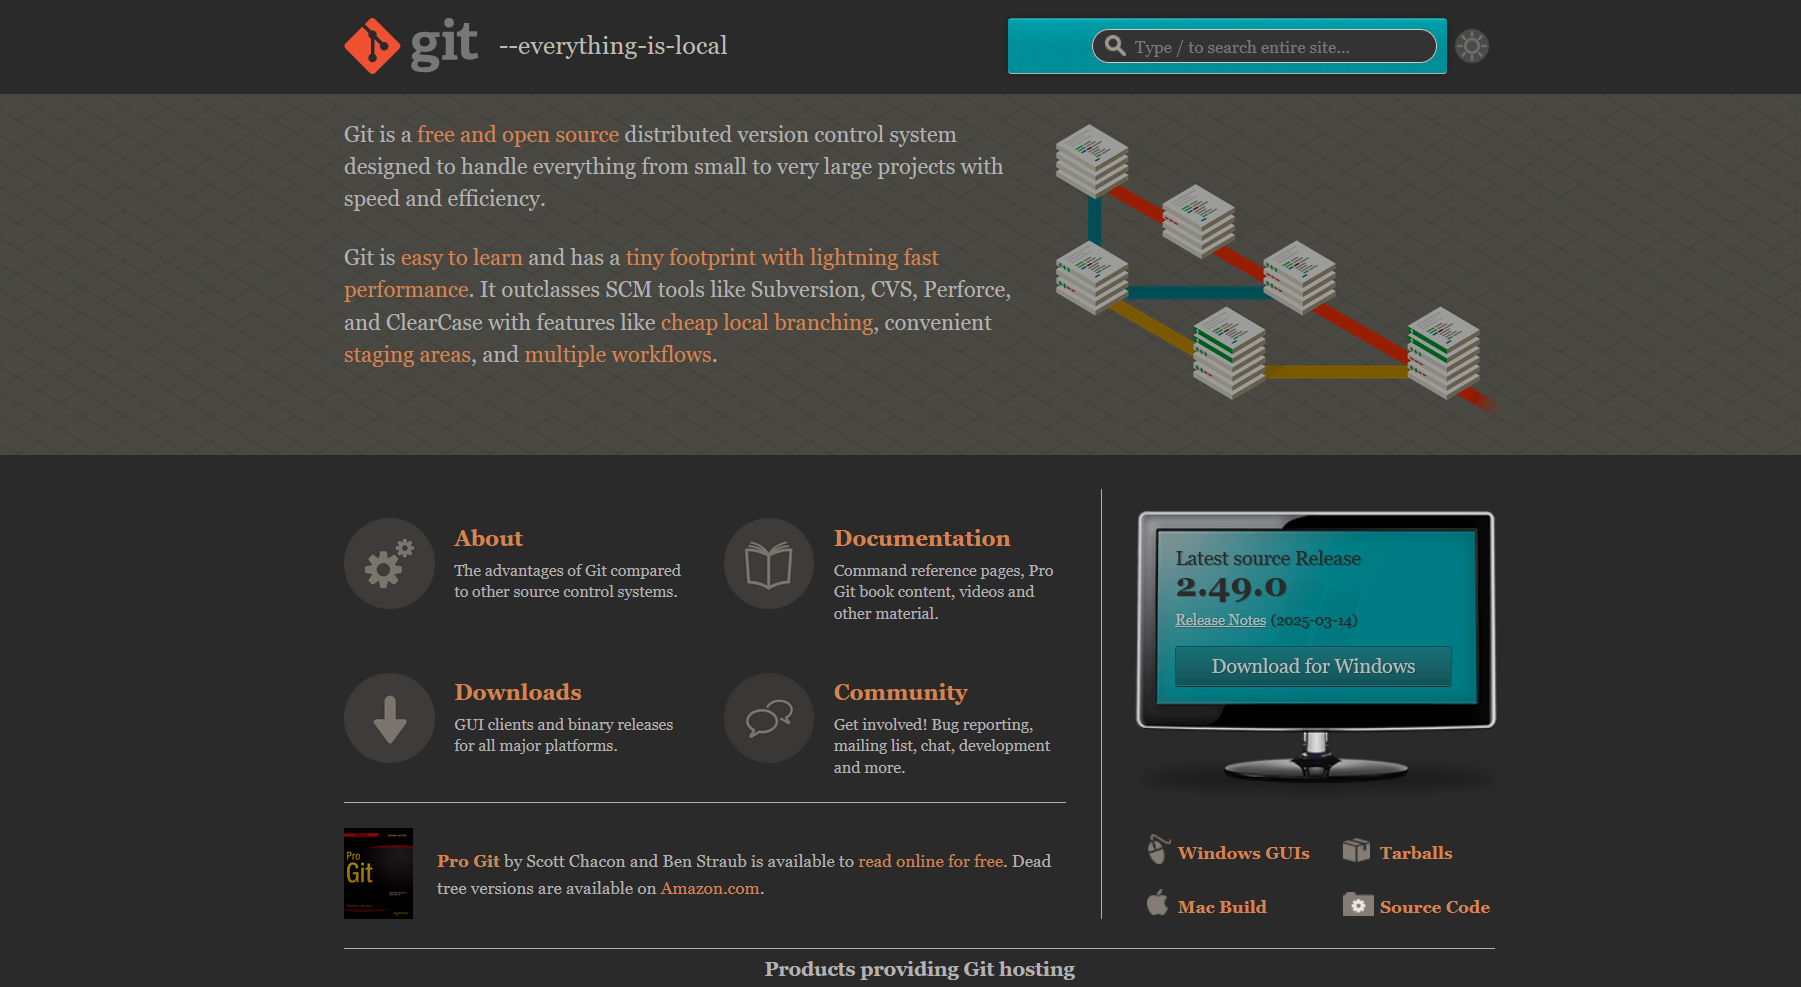 git --everything-is-local
Type / to search entire site...
Git is a free and open source distributed version control system
designed to handle everything from small to very large projects with
speed and efficiency.
Git is easy to learn and has a tiny footprint with lightning fast
performance. It outclasses SCM tools like Subversion, CVS, Perforce,
and ClearCase with features like cheap local branching, convenient
staging areas, and multiple workflows.
About
The advantages of Git compared
to other source control systems.
Documentation
Command reference pages, Pro
Git book content, videos and
other material.
Downloads
GUI clients and binary releases
for all major platforms.
Community
Get involved! Bug reporting,
mailing list, chat, development
and more.
Pro
Git
Pro Git by Scott Chacon and Ben Straub is available to read online for free. Dead
tree versions are available on Amazon.com.
Latest source Release
2.49.0
Release Notes (2025-03-14)
Download for Windows
Windows GUIs
Tarballs
Mac Build
Source Code
Products providing Git hosting